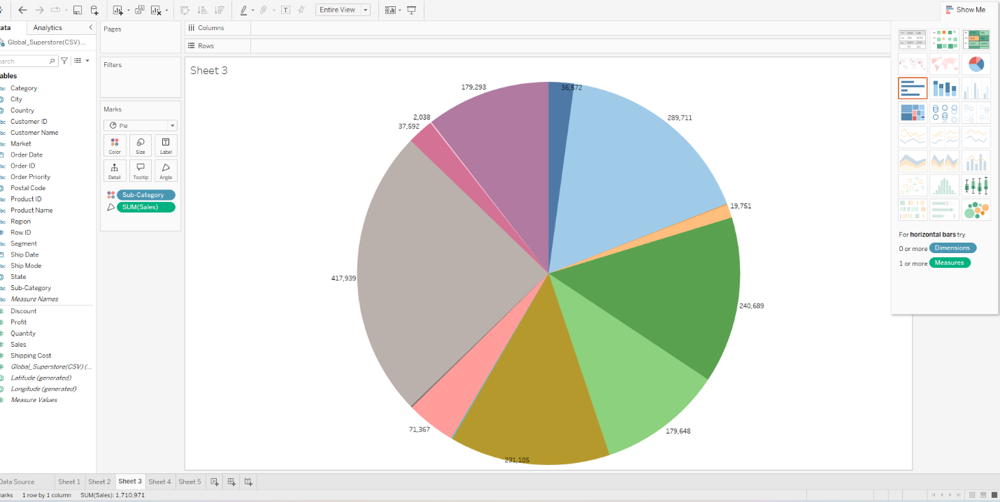 Entire View
Show Me
ata
Analytics
Pages
Columns
Global_Superstore(CSV)...
Rows
earch
Filters
Sheet 3
ables
Category
City
Country
Customer ID
Customer Name
Market
Order Date
Order ID
Order Priority
Postal Code
Product ID
Product Name
Region
Row ID
Segment
Ship Date
Ship Mode
State
Sub-Category
Measure Names
Discount
Profit
Quantity
Sales
Shipping Cost
Global_Superstore(CSV) (...
Latitude (generated)
Longitude (generated)
Measure Values
Marks
Pie
Color
Size
Label
Detail
Tooltip
Angle
Sub-Category
SUM(Sales)
179,293
36,572
2,038
37,592
289,711
19,751
417,939
240,689
71,367
179,648
231,105
For horizontal bars try
0 or more Dimensions
1 or more Measures
Data Source
Sheet 1
Sheet 2
Sheet 3
Sheet 4
Sheet 5
marks
1 row by 1 column
SUM(Sales): 1,710,971